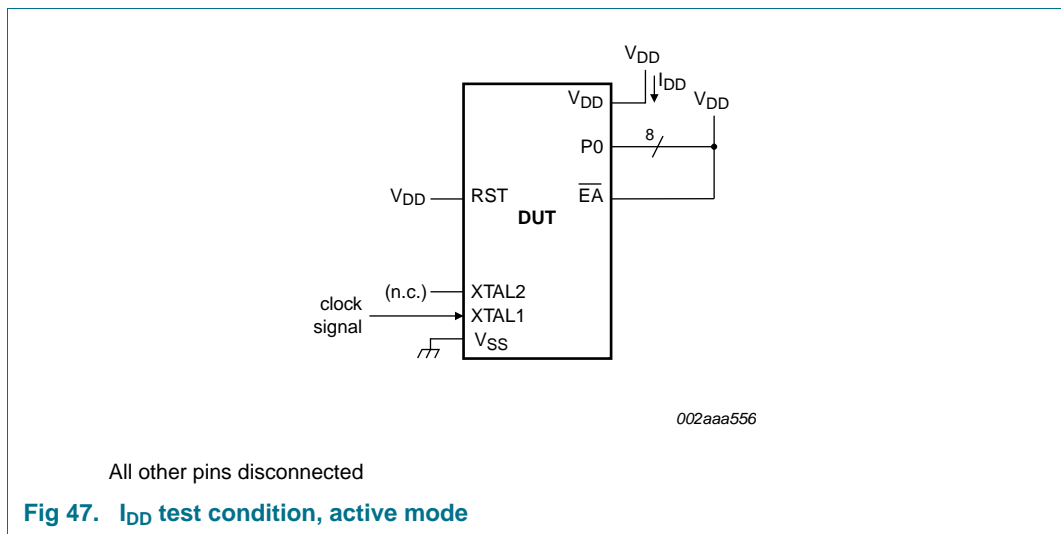 VDD
IDD
VDD
VDD
8
P0
VDD
RST
EA
DUT
(n.c.)
XTAL2
clock
signal
XTAL1
VSS
002aaa556
All other pins disconnected
Fig 47. IDD test condition, active mode